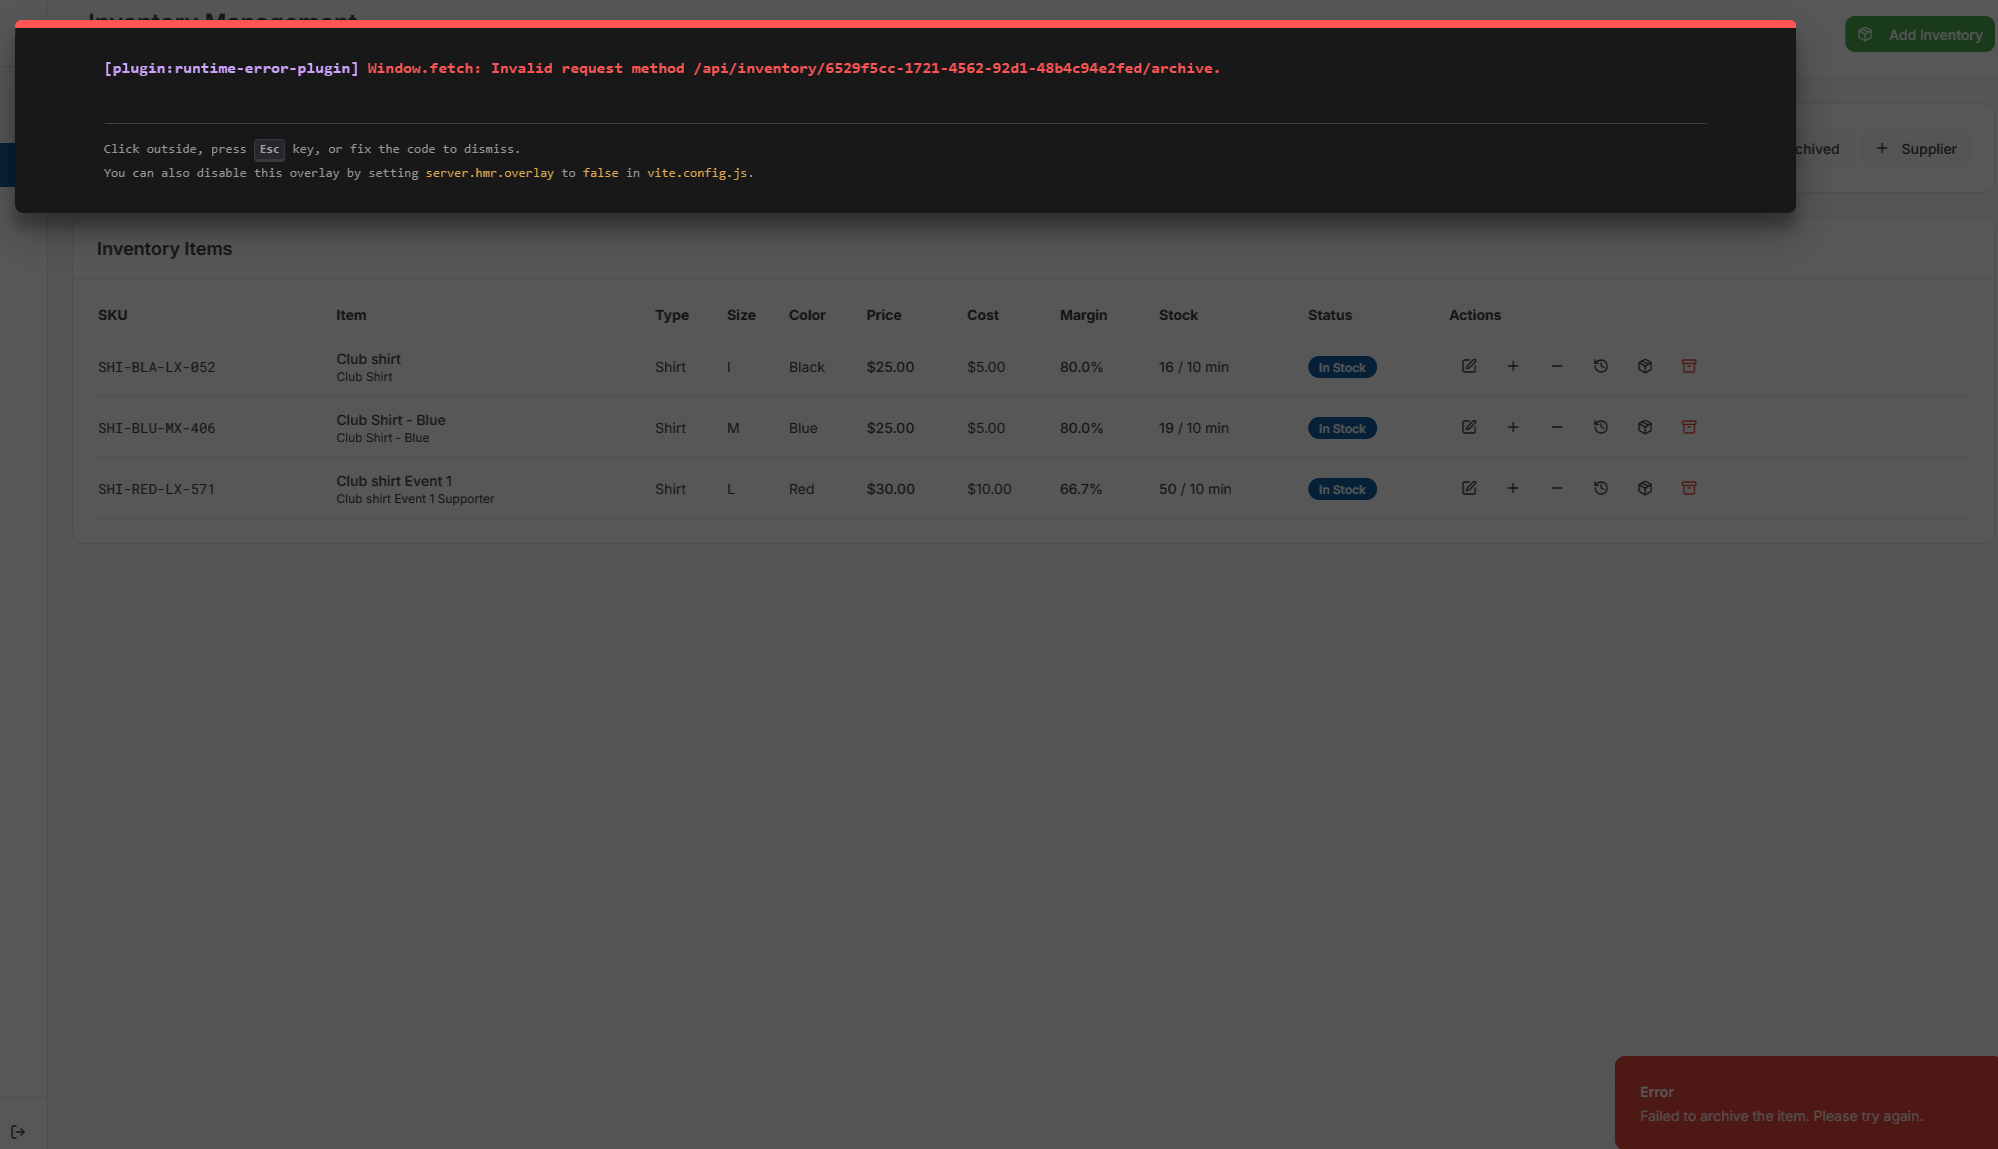 Inventory Management
Add Inventory
[plugin:runtime-error-plugin] Window.fetch: Invalid request method /api/inventory/6529f5cc-1721-4562-92d1-48b4c94e2fed/archive.
Click outside, press Esc key, or fix the code to dismiss.
You can also disable this overlay by setting server.hmr.overlay to false in vite.config.js.
chived
+ Supplier
Inventory Items
SKU Item Type Size Color Price Cost Margin Stock Status Actions
SHI-BLA-LX-052 Club shirt Shirt l Black $25.00 $5.00 80.0% 16 / 10 min In Stock
Club Shirt
SHI-BLU-MX-406 Club Shirt - Blue Shirt M Blue $25.00 $5.00 80.0% 19 / 10 min In Stock
Club Shirt - Blue
SHI-RED-LX-571 Club shirt Event 1 Shirt L Red $30.00 $10.00 66.7% 50 / 10 min In Stock
Club shirt Event 1 Supporter
Error
Failed to archive the item. Please try again.